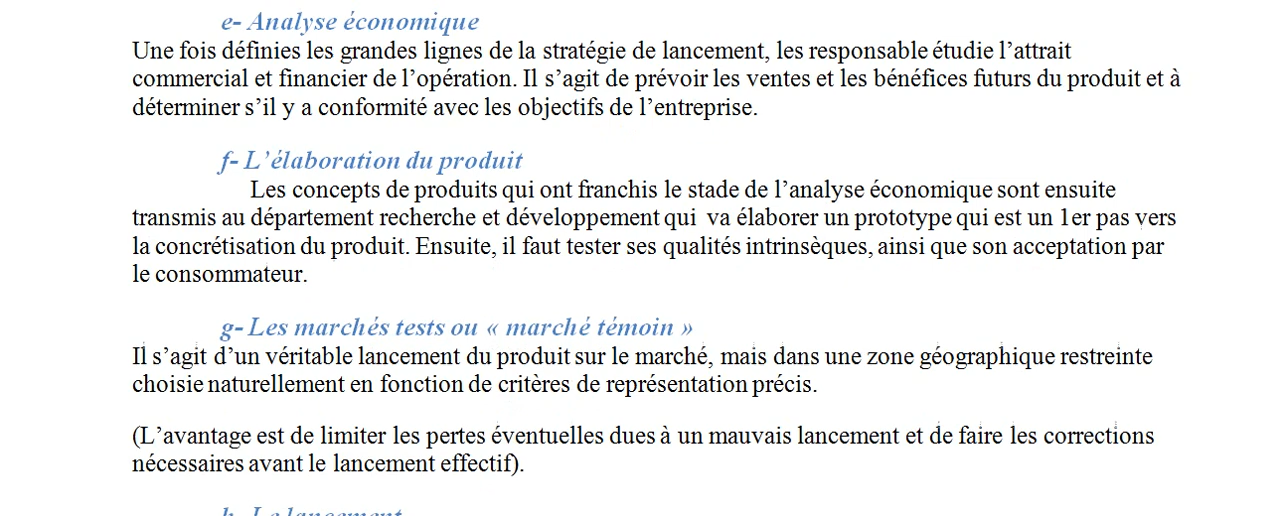 e- Analyse économique
Une fois définies les grandes lignes de la stratégie de lancement, les responsable étudie l’attrait
commercial et financier de l’opération. Il s’agit de prévoir les ventes et les bénéfices futurs du produit et à
déterminer s’il y a conformité avec les objectifs de l’entreprise.
f- L’élaboration du produit
Les concepts de produits qui ont franchis le stade de l’analyse économique sont ensuite
transmis au département recherche et développement qui va élaborer un prototype qui est un 1er pas vers
la concrétisation du produit. Ensuite, il faut tester ses qualités intrinsèques, ainsi que son acceptation par
le consommateur.
g- Les marchés tests ou « marché témoin »
Il s’agit d’un véritable lancement du produit sur le marché, mais dans une zone géographique restreinte
choisie naturellement en fonction de critères de représentation précis.
(L’avantage est de limiter les pertes éventuelles dues à un mauvais lancement et de faire les corrections
nécessaires avant le lancement effectif).
h- Le lancement